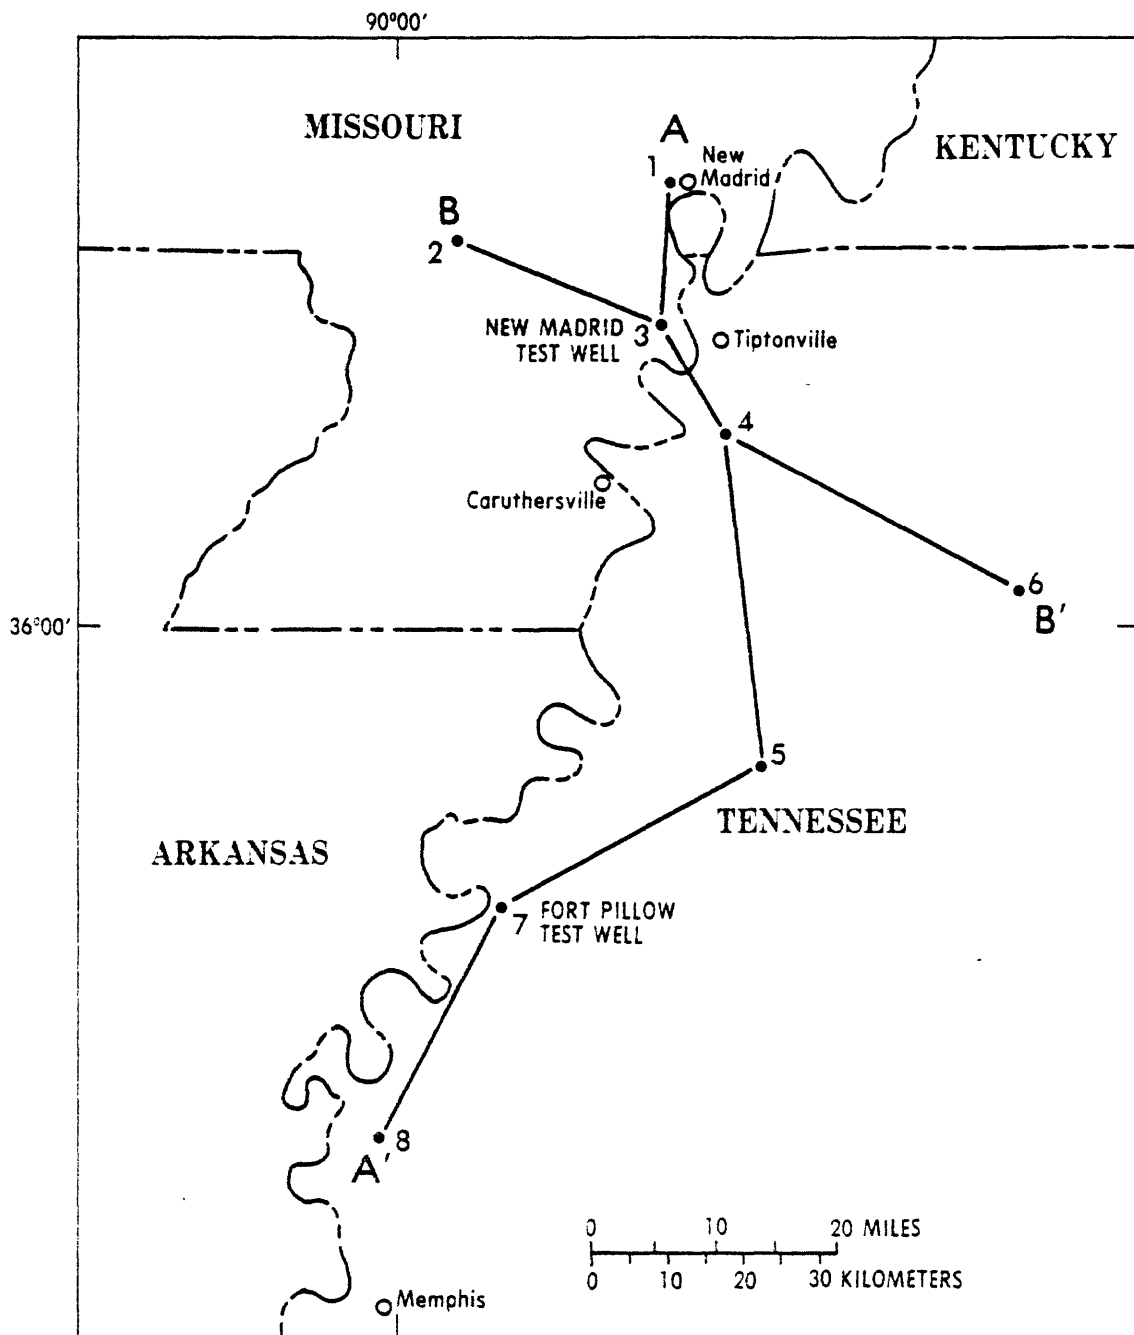 90°00'
MISSOURI
KENTUCKY
A
1
New
Madrid
B
2
NEW MADRID
TEST WELL
3
Tiptonville
4
Caruthersville
6
B'
36°00'
5
TENNESSEE
ARKANSAS
7
FORT PILLOW
TEST WELL
8
A'
0 10 20 MILES
0 10 20 30 KILOMETERS
Memphis